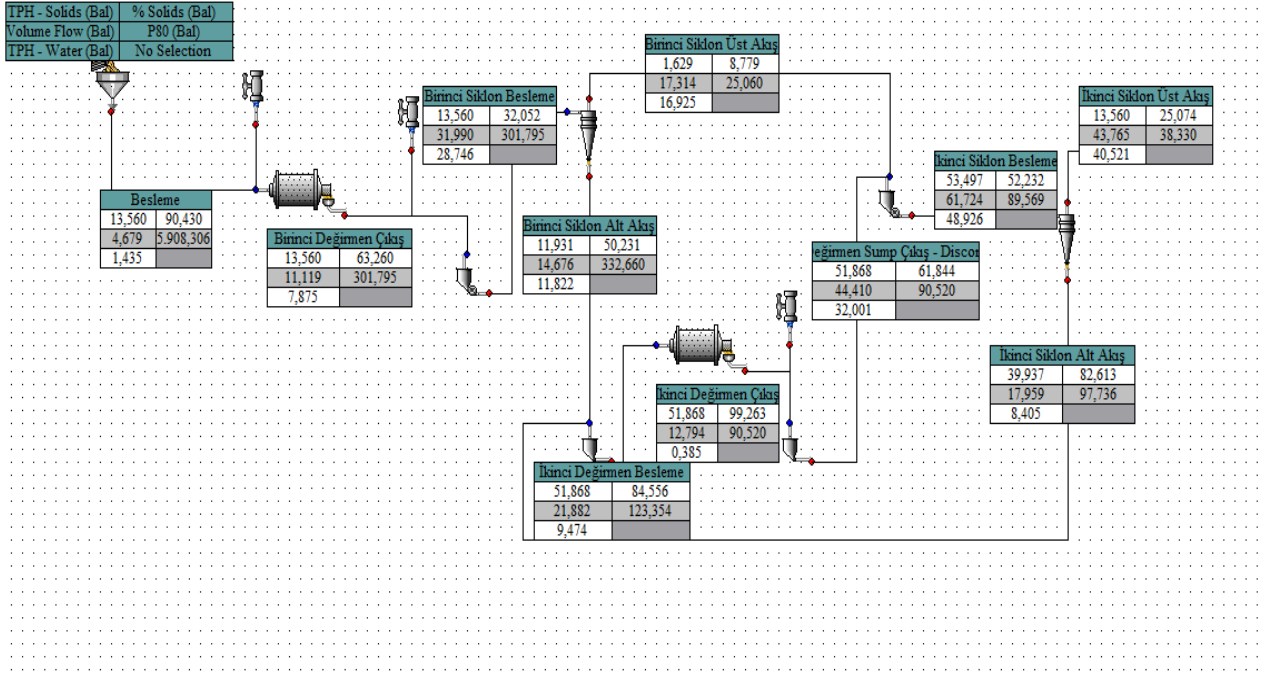 TPH - Solids (Bal) % Solids (Bal)
Volume Flow (Bal) P80 (Bal)
TPH - Water (Bal) No Selection
Birinci Siklon Üst Akış
1,629 8,779
17,314 25,060
16,925
Birinci Siklon Besleme
13,560 32,052
31,990 301,795
28,746
İkinci Siklon Üst Akış
13,560 25,074
43,765 38,330
40,521
İkinci Siklon Besleme
53,497 52,232
61,724 89,569
48,926
Besleme
13,560 90,430
4,679 5.908,306
1,435
Birinci Değirmen Çıkış
13,560 63,260
11,119 301,795
7,875
Birinci Siklon Alt Akış
11,931 50,231
14,676 332,660
11,822
eğirmen Sump Çıkış - Discon
51,868 61,844
44,410 90,520
32,001
İkinci Siklon Alt Akış
39,937 82,613
17,959 97,736
8,405
İkinci Değirmen Çıkış
51,868 99,263
12,794 90,520
0,385
İkinci Değirmen Besleme
51,868 84,556
21,882 123,354
9,474